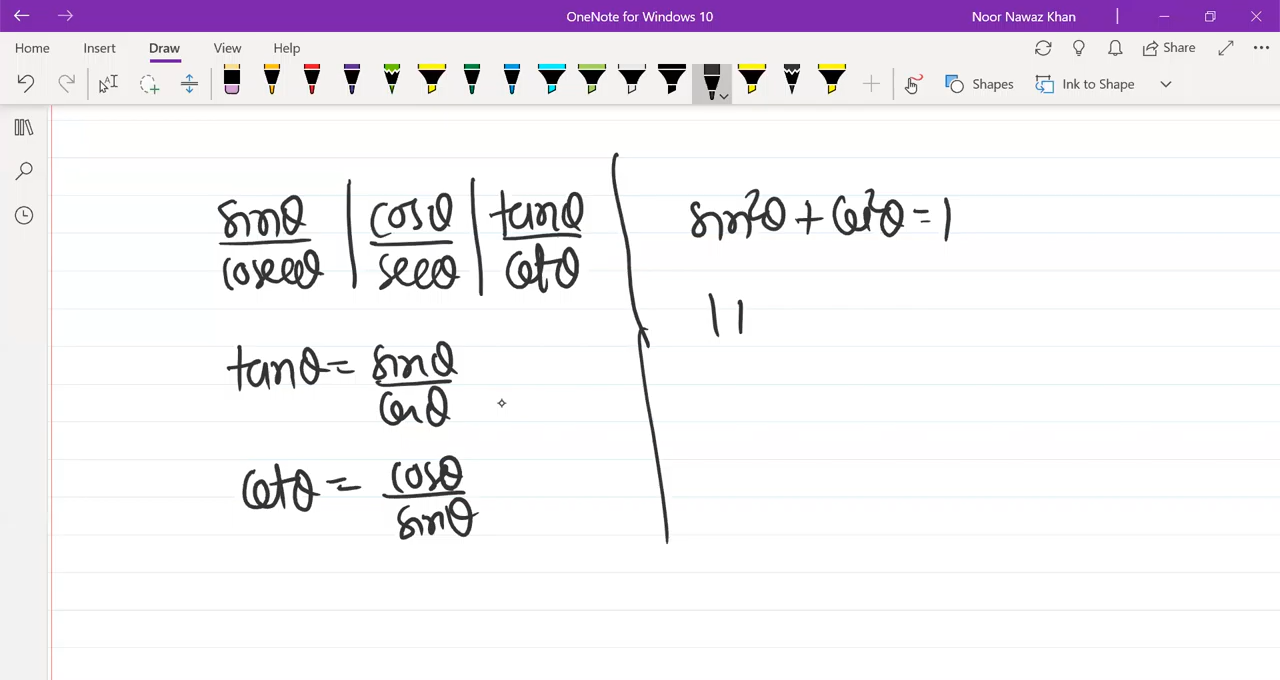 OneNote for Windows 10
Noor Nawaz Khan
Home Insert Draw View Help
Share
Shapes
Ink to Shape
sinθ | cosθ | tanθ
cosecθ | secθ | cotθ
tanθ = sinθ
cosθ
cotθ = cosθ
sinθ
sin²θ + cos²θ = 1
11